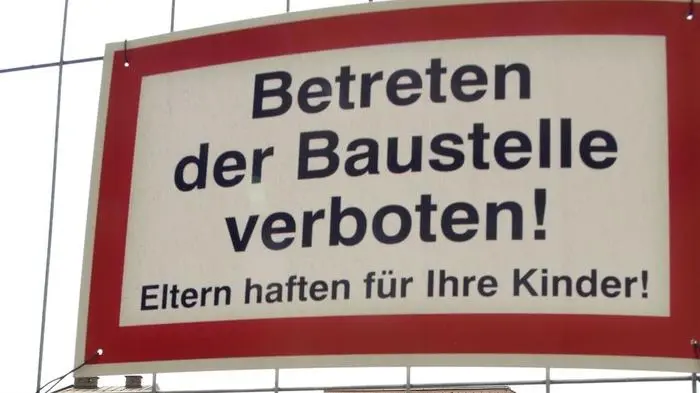 Betreten
der Baustelle
verboten!
Eltern haften für Ihre Kinder!